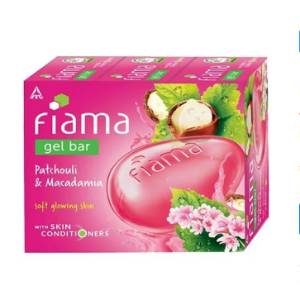 fiama
gel bar
Patchouli
& Macadamia
soft glowing skin
WITH SKIN
CONDITIONERS
fiama